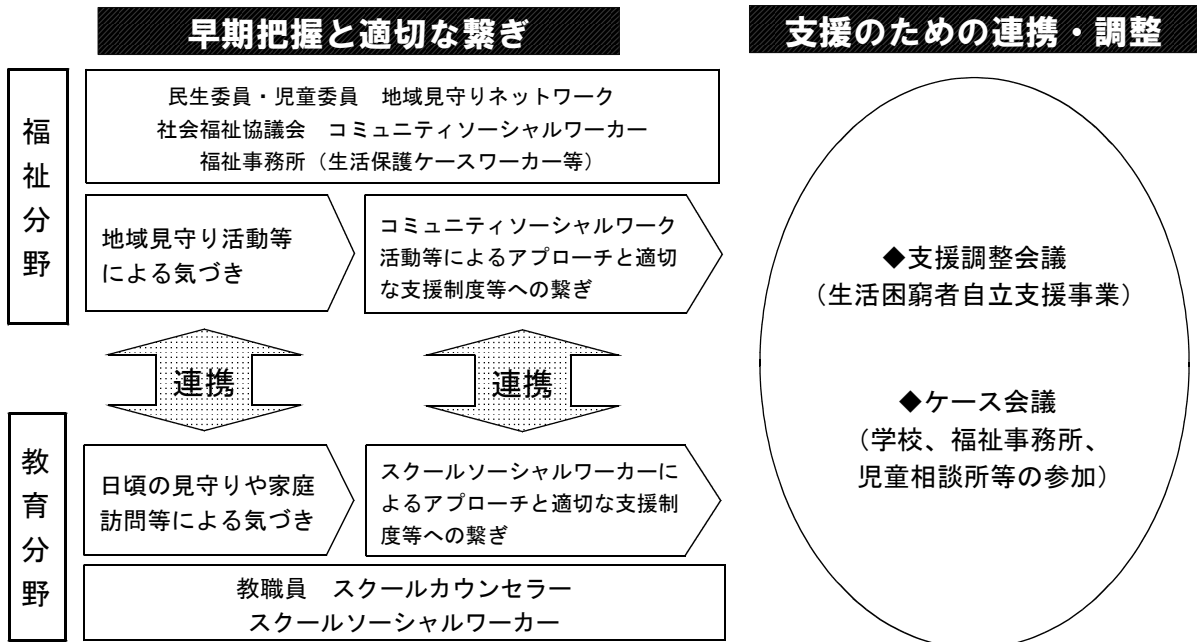 早期把握と適切な繋ぎ
支援のための連携・調整
福祉分野
民生委員・児童委員　地域見守りネットワーク
社会福祉協議会　コミュニティソーシャルワーカー
福祉事務所（生活保護ケースワーカー等）
地域見守り活動等
による気づき
コミュニティソーシャルワーク
活動等によるアプローチと適切
な支援制度等への繋ぎ
連携
連携
教育分野
日頃の見守りや家庭
訪問等による気づき
スクールソーシャルワーカーに
よるアプローチと適切な支援制
度等への繋ぎ
教職員　スクールカウンセラー
スクールソーシャルワーカー
◆支援調整会議
（生活困窮者自立支援事業）
◆ケース会議
（学校、福祉事務所、
児童相談所等の参加）